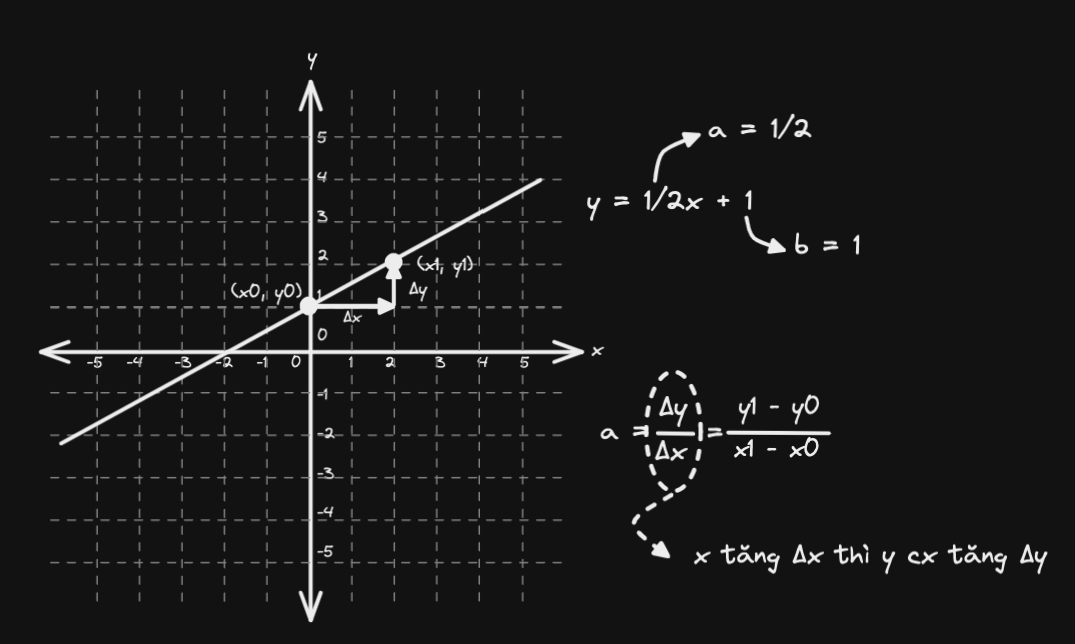 y
5
4
3
2
1
0
-1
-2
-3
-4
-5
-5 -4 -3 -2 -1 0 1 2 3 4 5
x
(x0, y0)
(x1, y1)
Δx
Δy
a = 1/2
y = 1/2x + 1
b = 1
a = Δy/Δx = y1 - y0/x1 - x0
x tăng Δx thì y cx tăng Δy